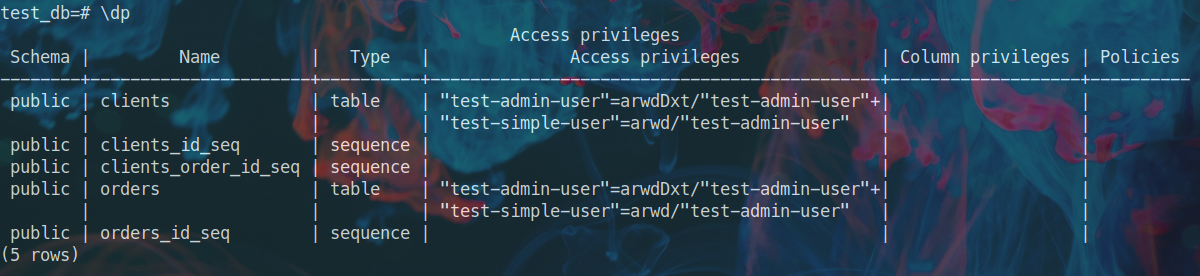 test_db=# \dp
                                                   Access privileges
 Schema |         Name         |   Type   |              Access privileges              | Column privileges | Policies
--------+----------------------+----------+---------------------------------------------+-------------------+----------
 public | clients              | table    | "test-admin-user"=arwdDxt/"test-admin-user"+|                   |
        |                      |          | "test-simple-user"=arwd/"test-admin-user"   |                   |
 public | clients_id_seq       | sequence |                                             |                   |
 public | clients_order_id_seq | sequence |                                             |                   |
 public | orders               | table    | "test-admin-user"=arwdDxt/"test-admin-user"+|                   |
        |                      |          | "test-simple-user"=arwd/"test-admin-user"   |                   |
 public | orders_id_seq        | sequence |                                             |                   |
(5 rows)